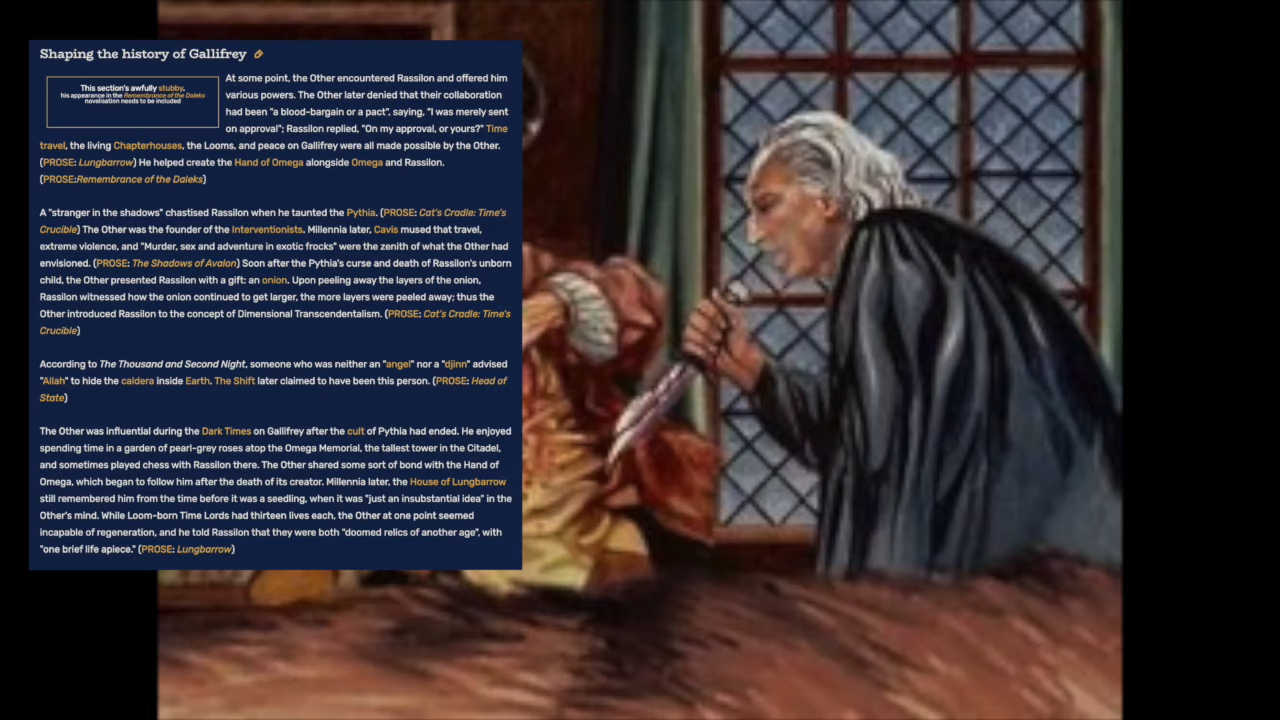 Shaping the history of Gallifrey
This section's awfully stubby.
his appearance in the Remembrance of the Daleks
novelisation needs to be included
At some point, the Other encountered Rassilon and offered him
various powers. The Other later denied that their collaboration
had been "a blood-bargain or a pact", saying, "I was merely sent
on approval"; Rassilon replied, "On my approval, or yours?" Time
travel, the living Chapterhouses, the Looms, and peace on Gallifrey were all made possible by the Other.
(PROSE: Lungbarrow) He helped create the Hand of Omega alongside Omega and Rassilon.
(PROSE:Remembrance of the Daleks)
A "stranger in the shadows" chastised Rassilon when he taunted the Pythia. (PROSE: Cat's Cradle: Time's
Crucible) The Other was the founder of the Interventionists. Millennia later, Cavis mused that travel,
extreme violence, and "Murder, sex and adventure in exotic frocks" were the zenith of what the Other had
envisioned. (PROSE: The Shadows of Avalon) Soon after the Pythia's curse and death of Rassilon's unborn
child, the Other presented Rassilon with a gift: an onion. Upon peeling away the layers of the onion,
Rassilon witnessed how the onion continued to get larger, the more layers were peeled away; thus the
Other introduced Rassilon to the concept of Dimensional Transcendentalism. (PROSE: Cat's Cradle: Time's
Crucible)
According to The Thousand and Second Night, someone who was neither an "angel" nor a "djinn" advised
"Allah" to hide the caldera inside Earth. The Shift later claimed to have been this person. (PROSE: Head of
State)
The Other was influential during the Dark Times on Gallifrey after the cult of Pythia had ended. He enjoyed
spending time in a garden of pearl-grey roses atop the Omega Memorial, the tallest tower in the Citadel,
and sometimes played chess with Rassilon there. The Other shared some sort of bond with the Hand of
Omega, which began to follow him after the death of its creator. Millennia later, the House of Lungbarrow
still remembered him from the time before it was a seedling, when it was "just an insubstantial idea" in the
Other's mind. While Loom-born Time Lords had thirteen lives each, the Other at one point seemed
incapable of regeneration, and he told Rassilon that they were both "doomed relics of another age", with
"one brief life apiece." (PROSE: Lungbarrow)